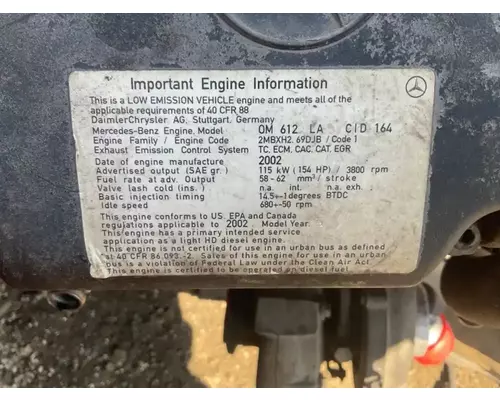 Important Engine Information
This is a LOW EMISSION VEHICLE engine and meets all of the
applicable requirements of 40 CFR 88
DaimlerChrysler AG, Stuttgart, Germany
Mercedes-Benz Engine, Model OM 612 LA CID 164
Engine Family / Engine Code 2MBXH2.69DJB / Code 1
Exhaust Emission Control System TC, ECM, CAC, CAT, EGR
Date of engine manufacture 2002
Advertised output (SAE gr.) 115 kW (154 HP) / 3800 rpm
Fuel rate at adv. Output 58-62 mm³/ stroke
Valve lash cold (ins.) n.a. int. n.a. exh.
Basic injection timing 14.5+-1degrees BTDC
Idle speed 680+-50 rpm
This engine conforms to US. EPA and Canada
regulations applicable to 2002 Model Year.
This engine has a primary intended service
application as a light HD diesel engine.
This engine is not certified for use in an urban bus as defined
at 40 CFR 86.093.-2. Sales of this engine for use in an urban
bus is a violation of Federal Law under the Clean Air Act.
This engine is certified to be operated on diesel fuel.